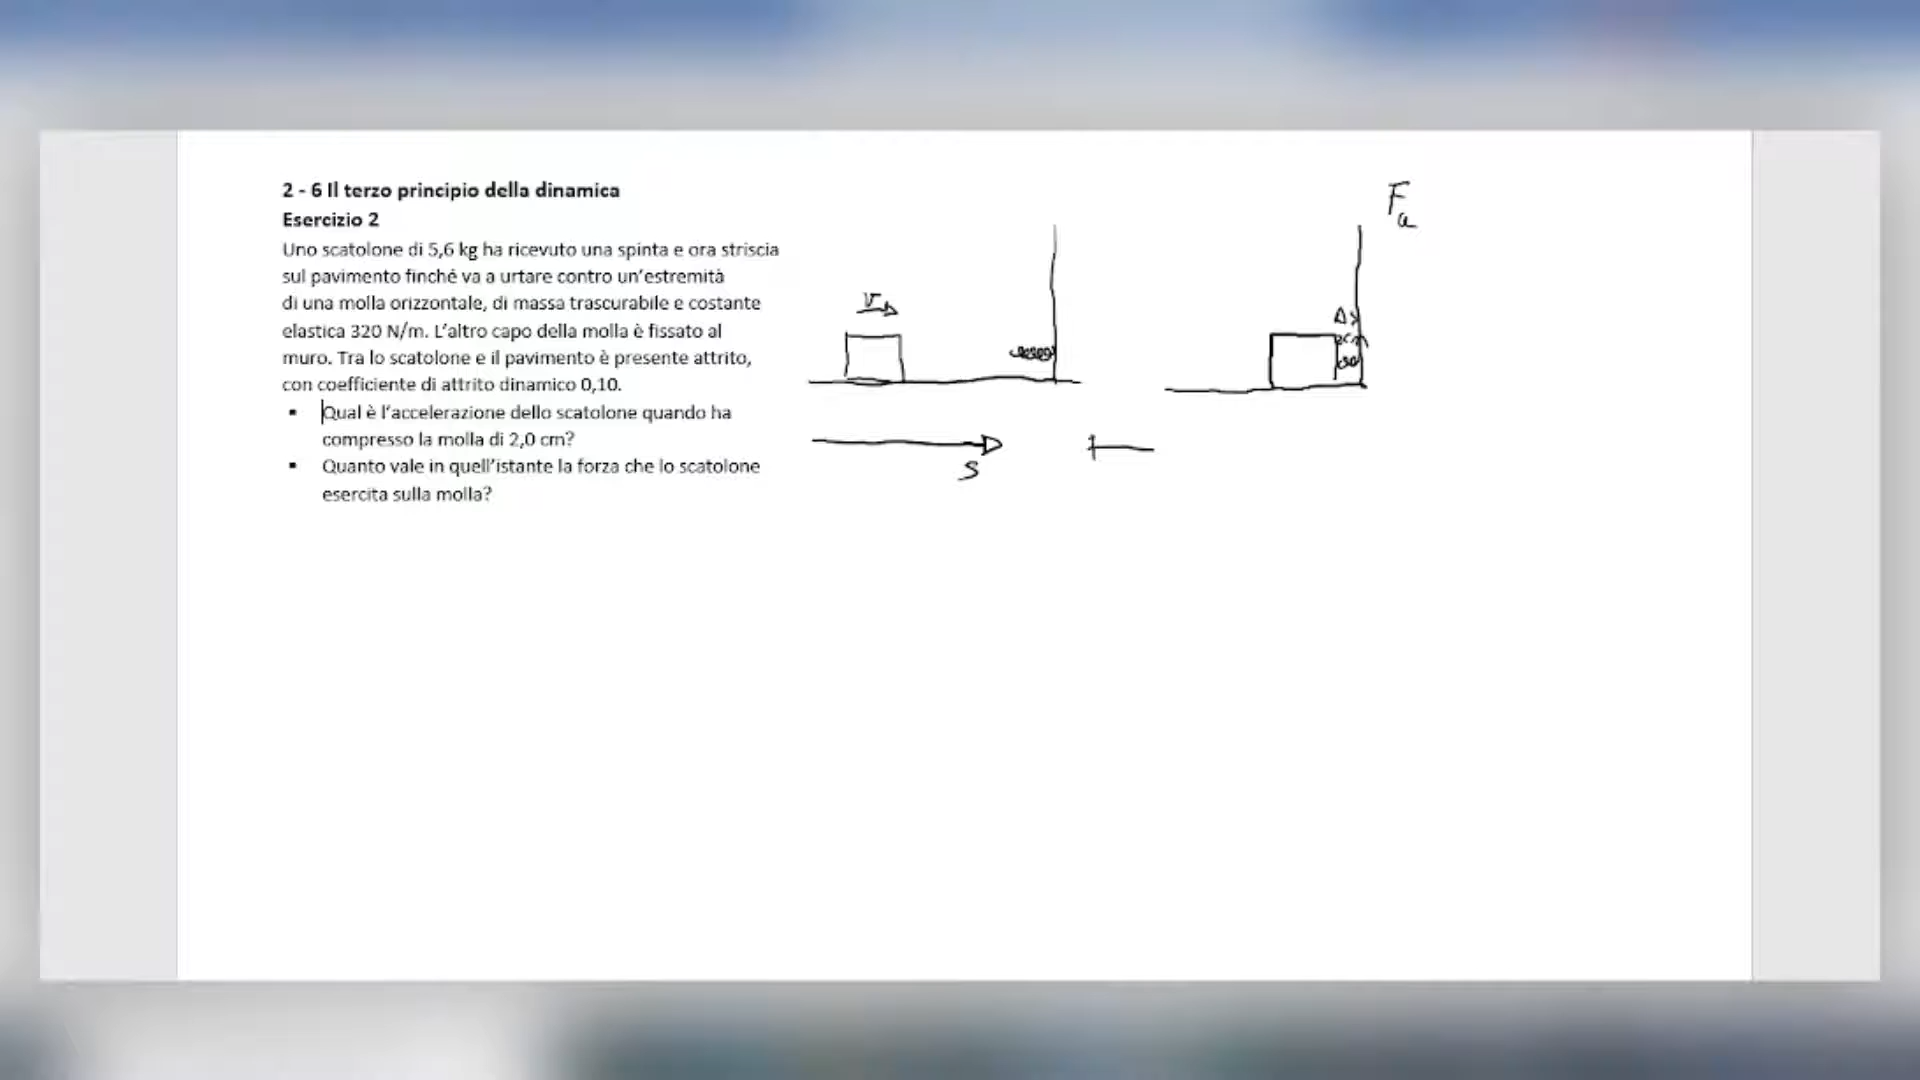 2 - 6 Il terzo principio della dinamica
Esercizio 2
Uno scatolone di 5,6 kg ha ricevuto una spinta e ora striscia
sul pavimento finché va a urtare contro un'estremità
di una molla orizzontale, di massa trascurabile e costante
elastica 320 N/m. L'altro capo della molla è fissato al
muro. Tra lo scatolone e il pavimento è presente attrito,
con coefficiente di attrito dinamico 0,10.
▪ Qual è l'accelerazione dello scatolone quando ha
compresso la molla di 2,0 cm?
▪ Quanto vale in quell'istante la forza che lo scatolone
esercita sulla molla?
v
s
Fa